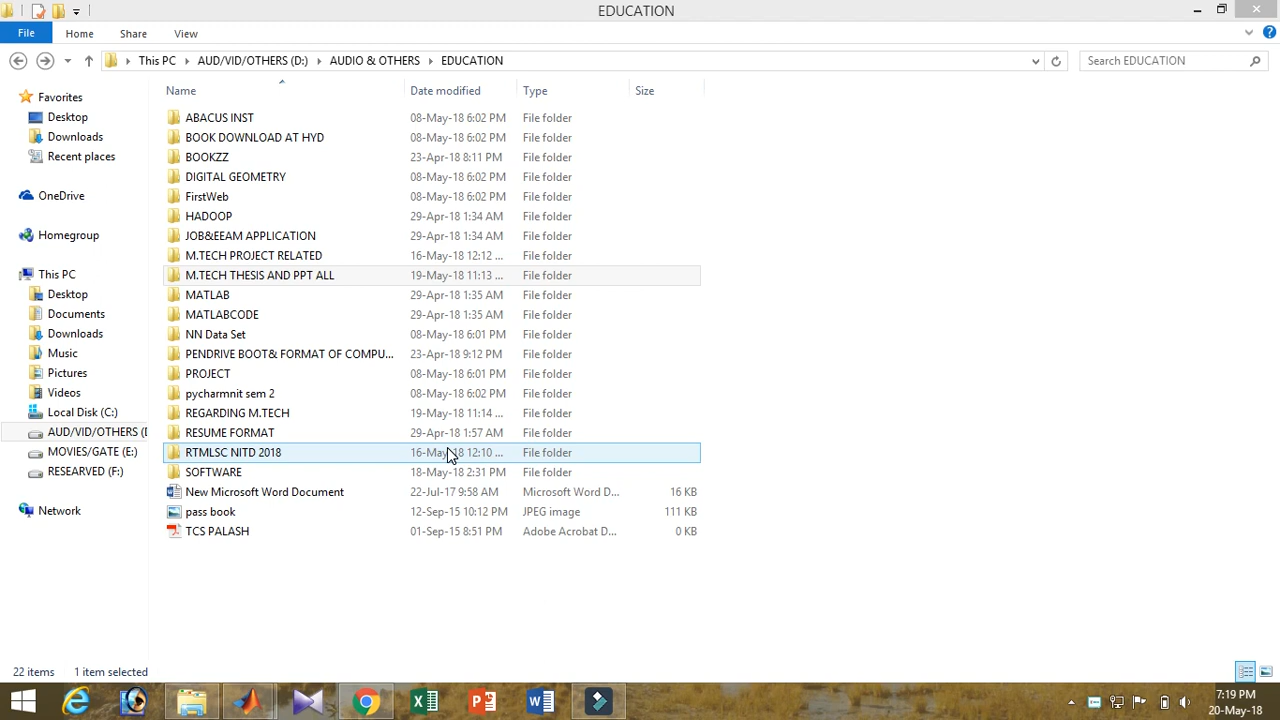 EDUCATION
File Home Share View
This PC AUD/VID/OTHERS (D:) AUDIO & OTHERS EDUCATION Search EDUCATION
Name Date modified Type Size
Favorites
Desktop
Downloads
Recent places
OneDrive
Homegroup
This PC
Desktop
Documents
Downloads
Music
Pictures
Videos
Local Disk (C:)
AUD/VID/OTHERS (D
MOVIES/GATE (E:)
RESEARVED (F:)
Network
ABACUS INST 08-May-18 6:02 PM File folder
BOOK DOWNLOAD AT HYD 08-May-18 6:02 PM File folder
BOOKZZ 23-Apr-18 8:11 PM File folder
DIGITAL GEOMETRY 08-May-18 6:02 PM File folder
FirstWeb 08-May-18 6:02 PM File folder
HADOOP 29-Apr-18 1:34 AM File folder
JOB&EEAM APPLICATION 29-Apr-18 1:34 AM File folder
M.TECH PROJECT RELATED 16-May-18 12:12 ... File folder
M.TECH THESIS AND PPT ALL 19-May-18 11:13 ... File folder
MATLAB 29-Apr-18 1:35 AM File folder
MATLABCODE 29-Apr-18 1:35 AM File folder
NN Data Set 08-May-18 6:01 PM File folder
PENDRIVE BOOT& FORMAT OF COMPU... 23-Apr-18 9:12 PM File folder
PROJECT 08-May-18 6:01 PM File folder
pycharmnit sem 2 08-May-18 6:02 PM File folder
REGARDING M.TECH 19-May-18 11:14 ... File folder
RESUME FORMAT 29-Apr-18 1:57 AM File folder
RTMLSC NITD 2018 16-May-18 12:10 ... File folder
SOFTWARE 18-May-18 2:31 PM File folder
New Microsoft Word Document 22-Jul-17 9:58 AM Microsoft Word D... 16 KB
pass book 12-Sep-15 10:12 PM JPEG image 111 KB
TCS PALASH 01-Sep-15 8:51 PM Adobe Acrobat D... 0 KB
22 items 1 item selected
7:19 PM
20-May-18